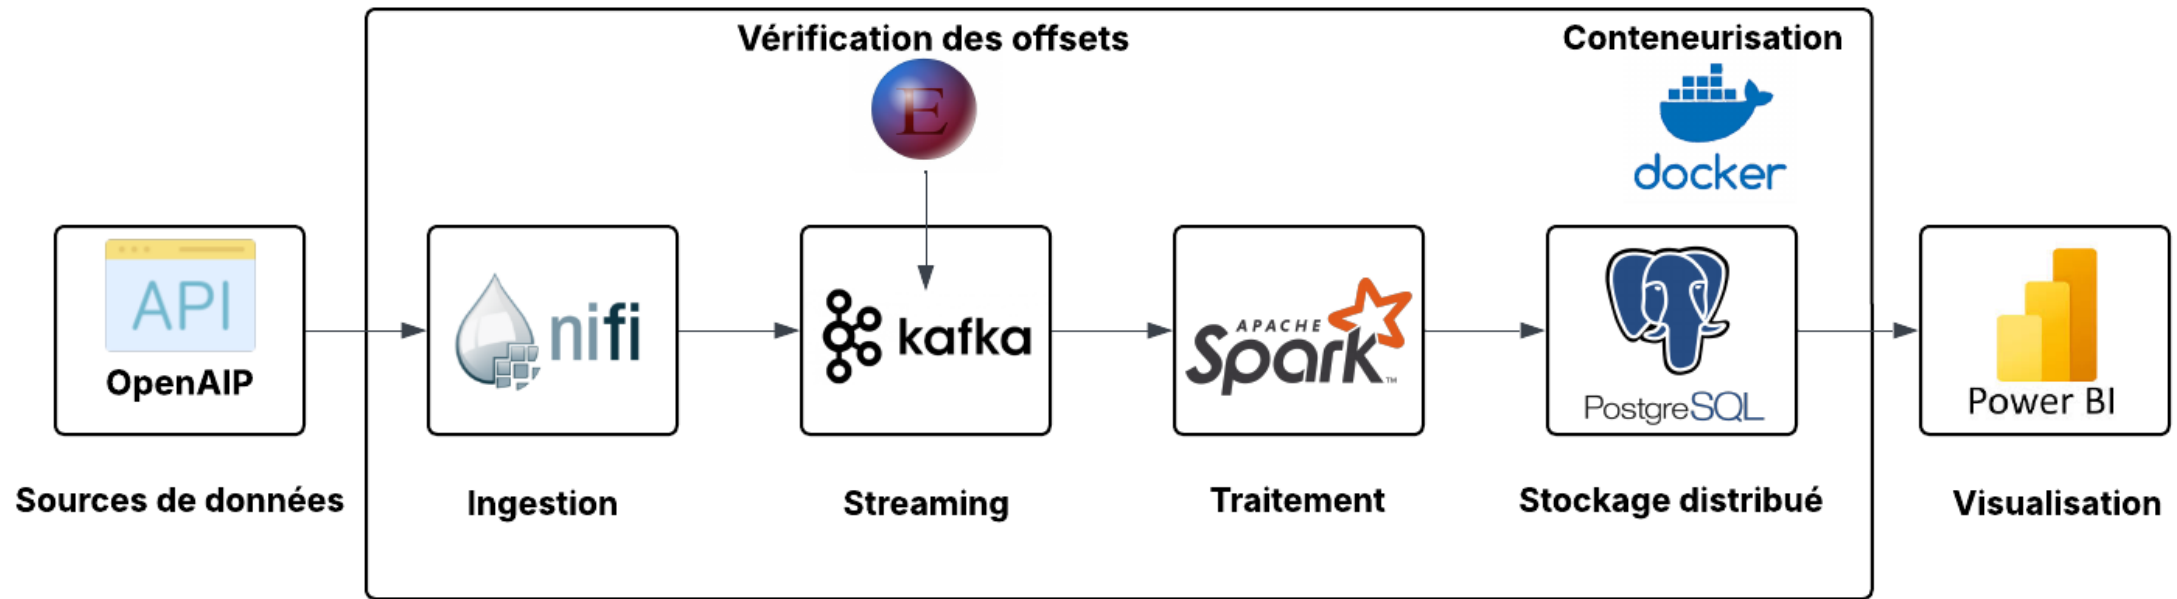 Vérification des offsets
Conteneurisation
E
docker
API
OpenAIP
nifi
kafka
APACHE
Spark™
PostgreSQL
Power BI
Sources de données
Ingestion
Streaming
Traitement
Stockage distribué
Visualisation